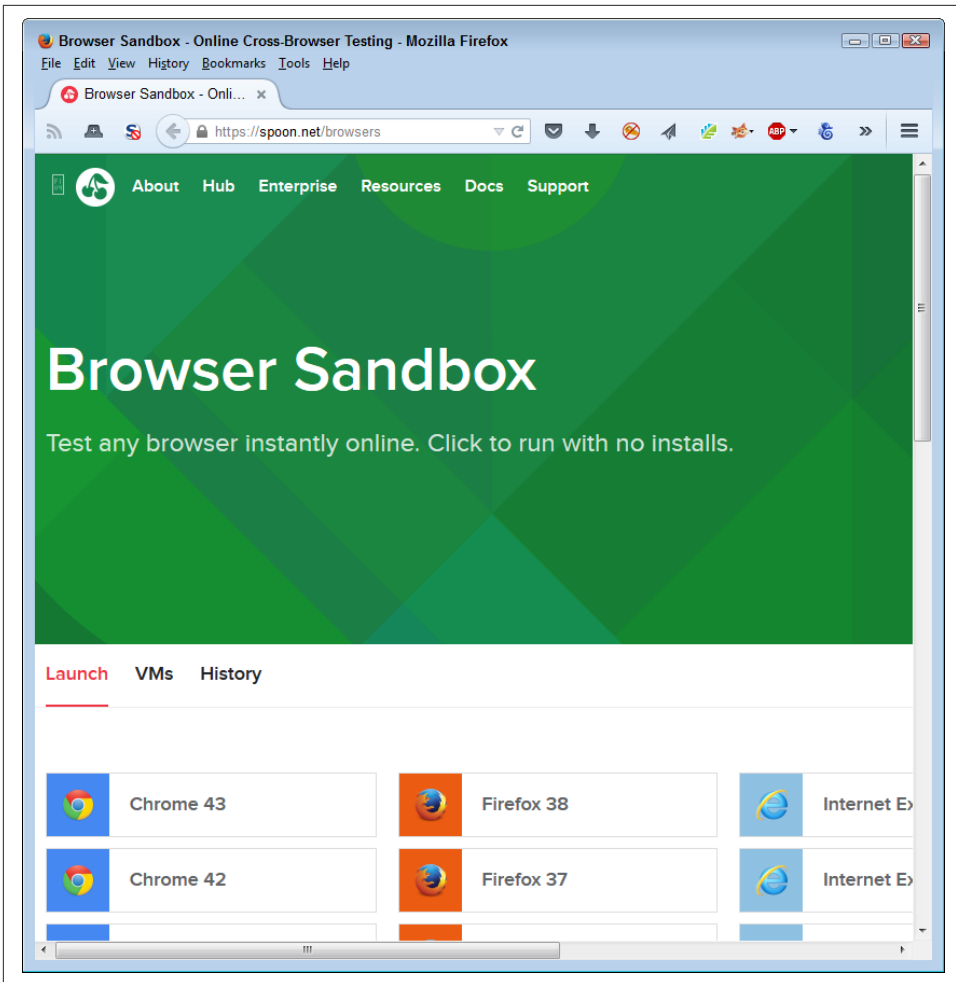 Browser Sandbox - Online Cross-Browser Testing - Mozilla Firefox
File Edit View History Bookmarks Tools Help
Browser Sandbox - Onli... ×
https://spoon.net/browsers
ABP
About Hub Enterprise Resources Docs Support
Browser Sandbox
Test any browser instantly online. Click to run with no installs.
Launch VMs History
Chrome 43 Firefox 38 Internet Ex
Chrome 42 Firefox 37 Internet Ex